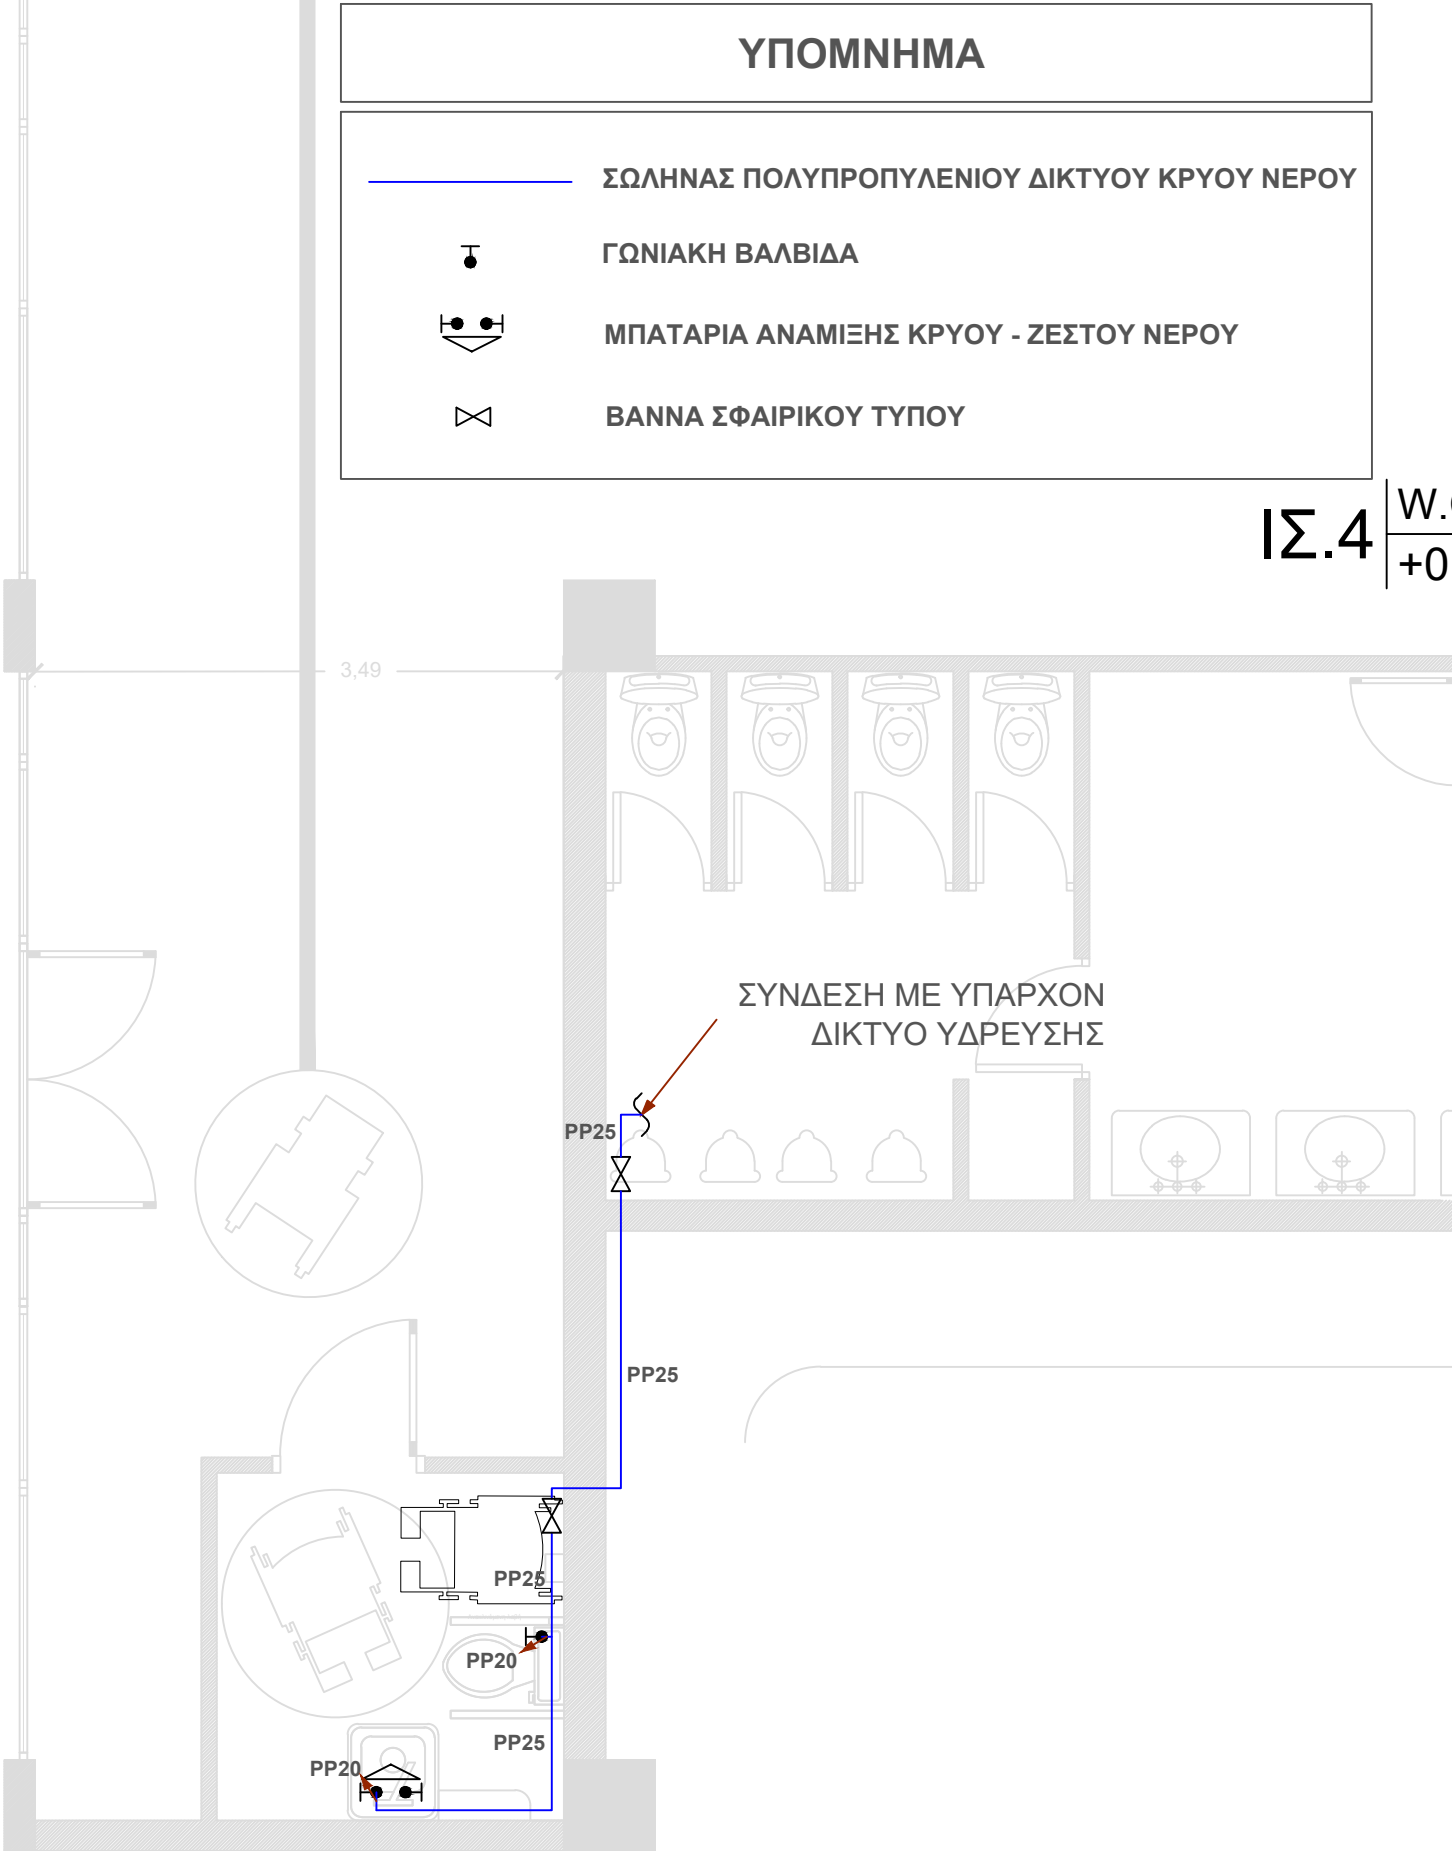 ΥΠΟΜΝΗΜΑ
ΣΩΛΗΝΑΣ ΠΟΛΥΠΡΟΠΥΛΕΝΙΟΥ ΔΙΚΤΥΟΥ ΚΡΥΟΥ ΝΕΡΟΥ
ΓΩΝΙΑΚΗ ΒΑΛΒΙΔΑ
ΜΠΑΤΑΡΙΑ ΑΝΑΜΙΞΗΣ ΚΡΥΟΥ - ΖΕΣΤΟΥ ΝΕΡΟΥ
ΒΑΝΝΑ ΣΦΑΙΡΙΚΟΥ ΤΥΠΟΥ
ΙΣ.4
W.
+0
3,49
ΣΥΝΔΕΣΗ ΜΕ ΥΠΑΡΧΟΝ
ΔΙΚΤΥΟ ΥΔΡΕΥΣΗΣ
PP25
PP25
PP25
PP20
PP25
PP20